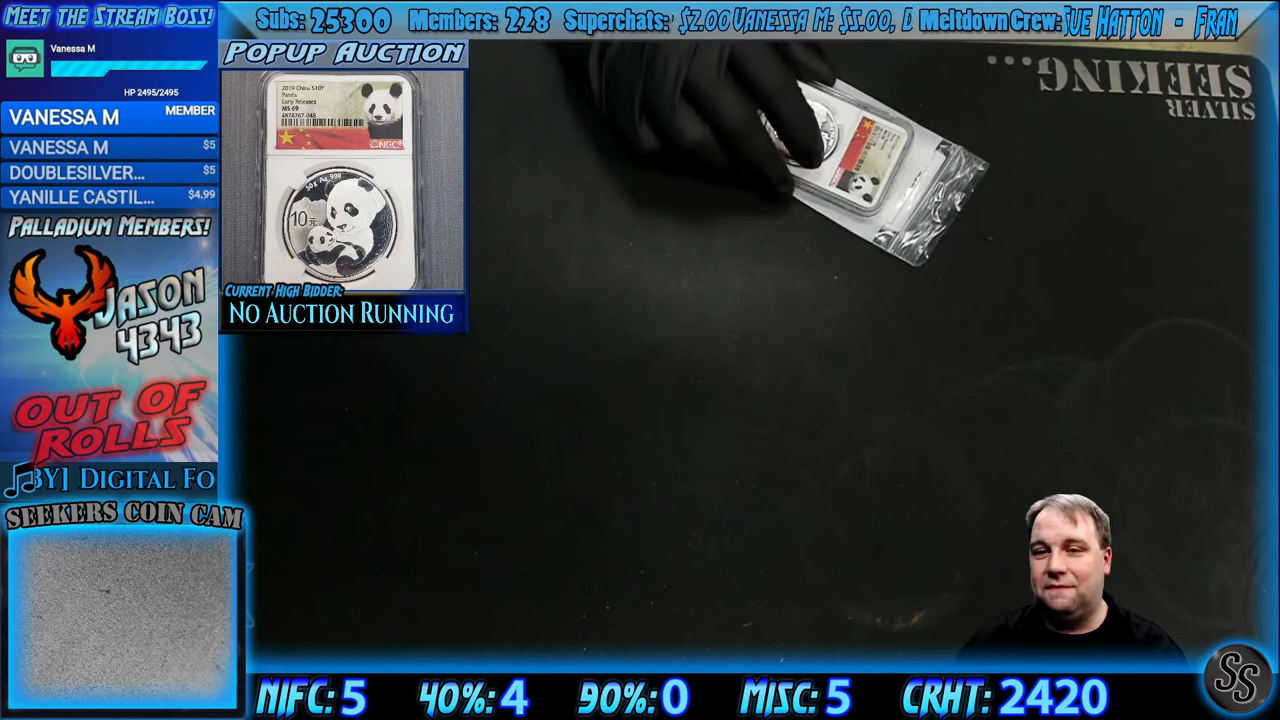 MEET THE STREAM BOSS!
Vanessa M
HP 2495/2495
VANESSA M MEMBER
VANESSA M $5
DOUBLESILVER... $5
YANILLE CASTIL... $4.99
PALLADIUM MEMBERS!
JASON
4343
OUT OF
ROLLS
BY] DIGITAL FO
SEEKERS COIN CAM
Subs: 25300 Members: 228 Superchats: $2.00 VANESSA M: $5.00, D Meltdown Crew: JUE HATTON - FRAN
POPUP AUCTION
2019 China S10Y
Panda
Early Releases
MS 69
4874767-048
NGC
10元
CURRENT HIGH BIDDER:
NO AUCTION RUNNING
SILVER
SEEKING...
SS
NIFC: 5 40%: 4 90%: 0 MISC: 5 CRHT: 2420